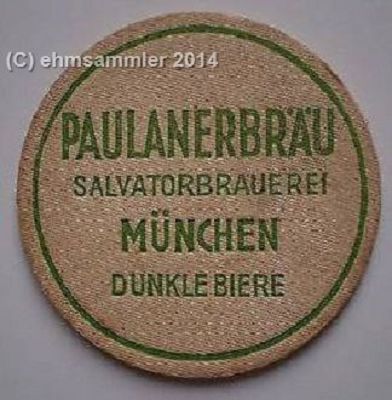 (C) ehmsammler 2014
PAULANERBRÄU
SALVATORBRAUEREI
MÜNCHEN
DUNKLE BIERE